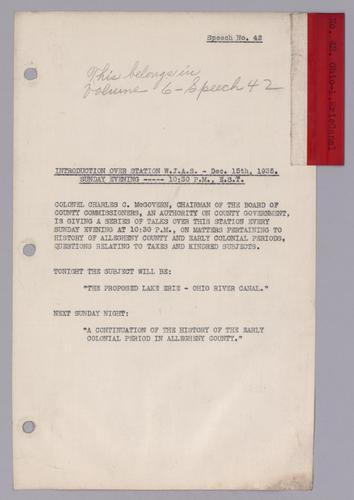 Speech No. 42
No. 42. Ohio-L.Erie Canal
This belongs in
Volume 6 - Speech 42
INTRODUCTION OVER STATION W.J.A.S. - Dec. 15th, 1935.
SUNDAY EVENING ----- 10:30 P.M., E.S.T.
COLONEL CHARLES C. McGOVERN, CHAIRMAN OF THE BOARD OF
COUNTY COMMISSIONERS, AN AUTHORITY ON COUNTY GOVERNMENT,
IS GIVING A SERIES OF TALKS OVER THIS STATION EVERY
SUNDAY EVENING AT 10:30 P.M., ON MATTERS PERTAINING TO
HISTORY OF ALLEGHENY COUNTY AND EARLY COLONIAL PERIODS,
QUESTIONS RELATING TO TAXES AND KINDRED SUBJECTS.
TONIGHT THE SUBJECT WILL BE:
"THE PROPOSED LAKE ERIE - OHIO RIVER CANAL."
NEXT SUNDAY NIGHT:
"A CONTINUATION OF THE HISTORY OF THE EARLY
COLONIAL PERIOD IN ALLEGHENY COUNTY."